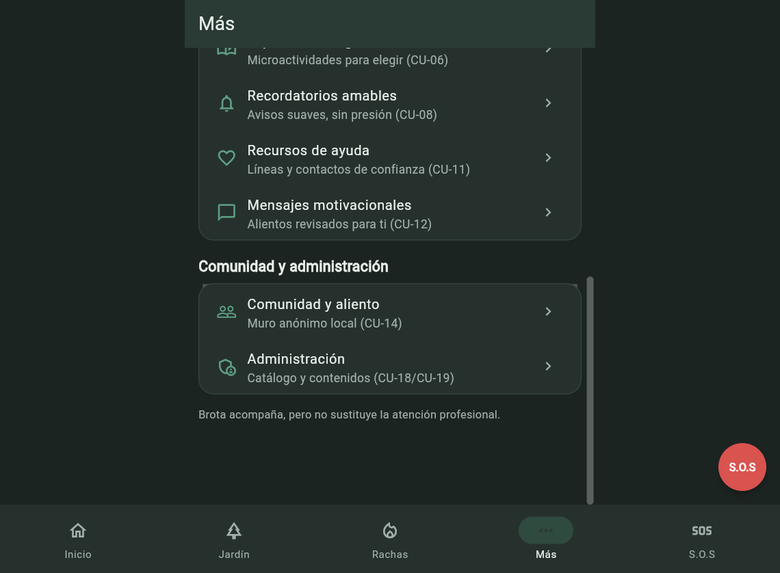 Más
Microactividades para elegir (CU-06)
Recordatorios amables
Avisos suaves, sin presión (CU-08)
Recursos de ayuda
Líneas y contactos de confianza (CU-11)
Mensajes motivacionales
Alientos revisados para ti (CU-12)
Comunidad y administración
Comunidad y aliento
Muro anónimo local (CU-14)
Administración
Catálogo y contenidos (CU-18/CU-19)
Brota acompaña, pero no sustituye la atención profesional.
S.O.S
SOS
Inicio
Jardín
Rachas
Más
S.O.S